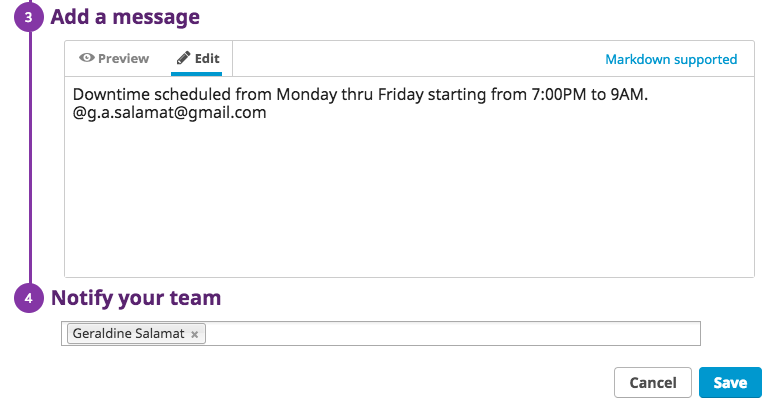 3 Add a message
Preview Edit Markdown supported
Downtime scheduled from Monday thru Friday starting from 7:00PM to 9AM.
@g.a.salamat@gmail.com
4 Notify your team
Geraldine Salamat ×
Cancel Save